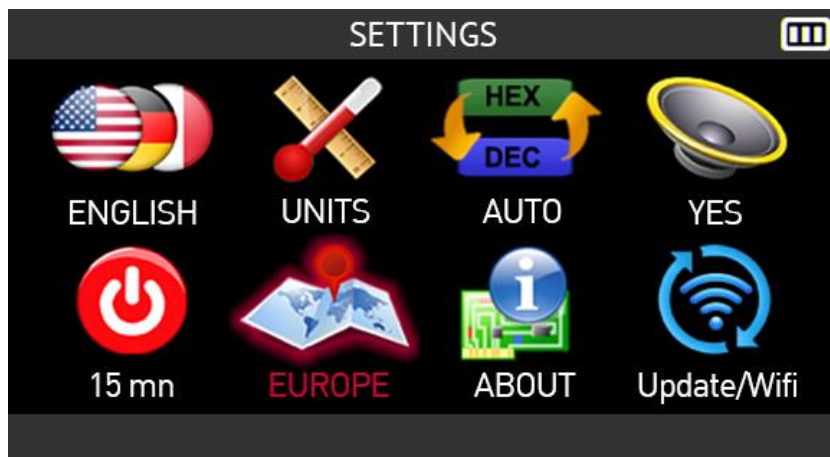 SETTINGS
HEX
DEC
ENGLISH UNITS AUTO YES
i
15 mn EUROPE ABOUT Update/Wifi